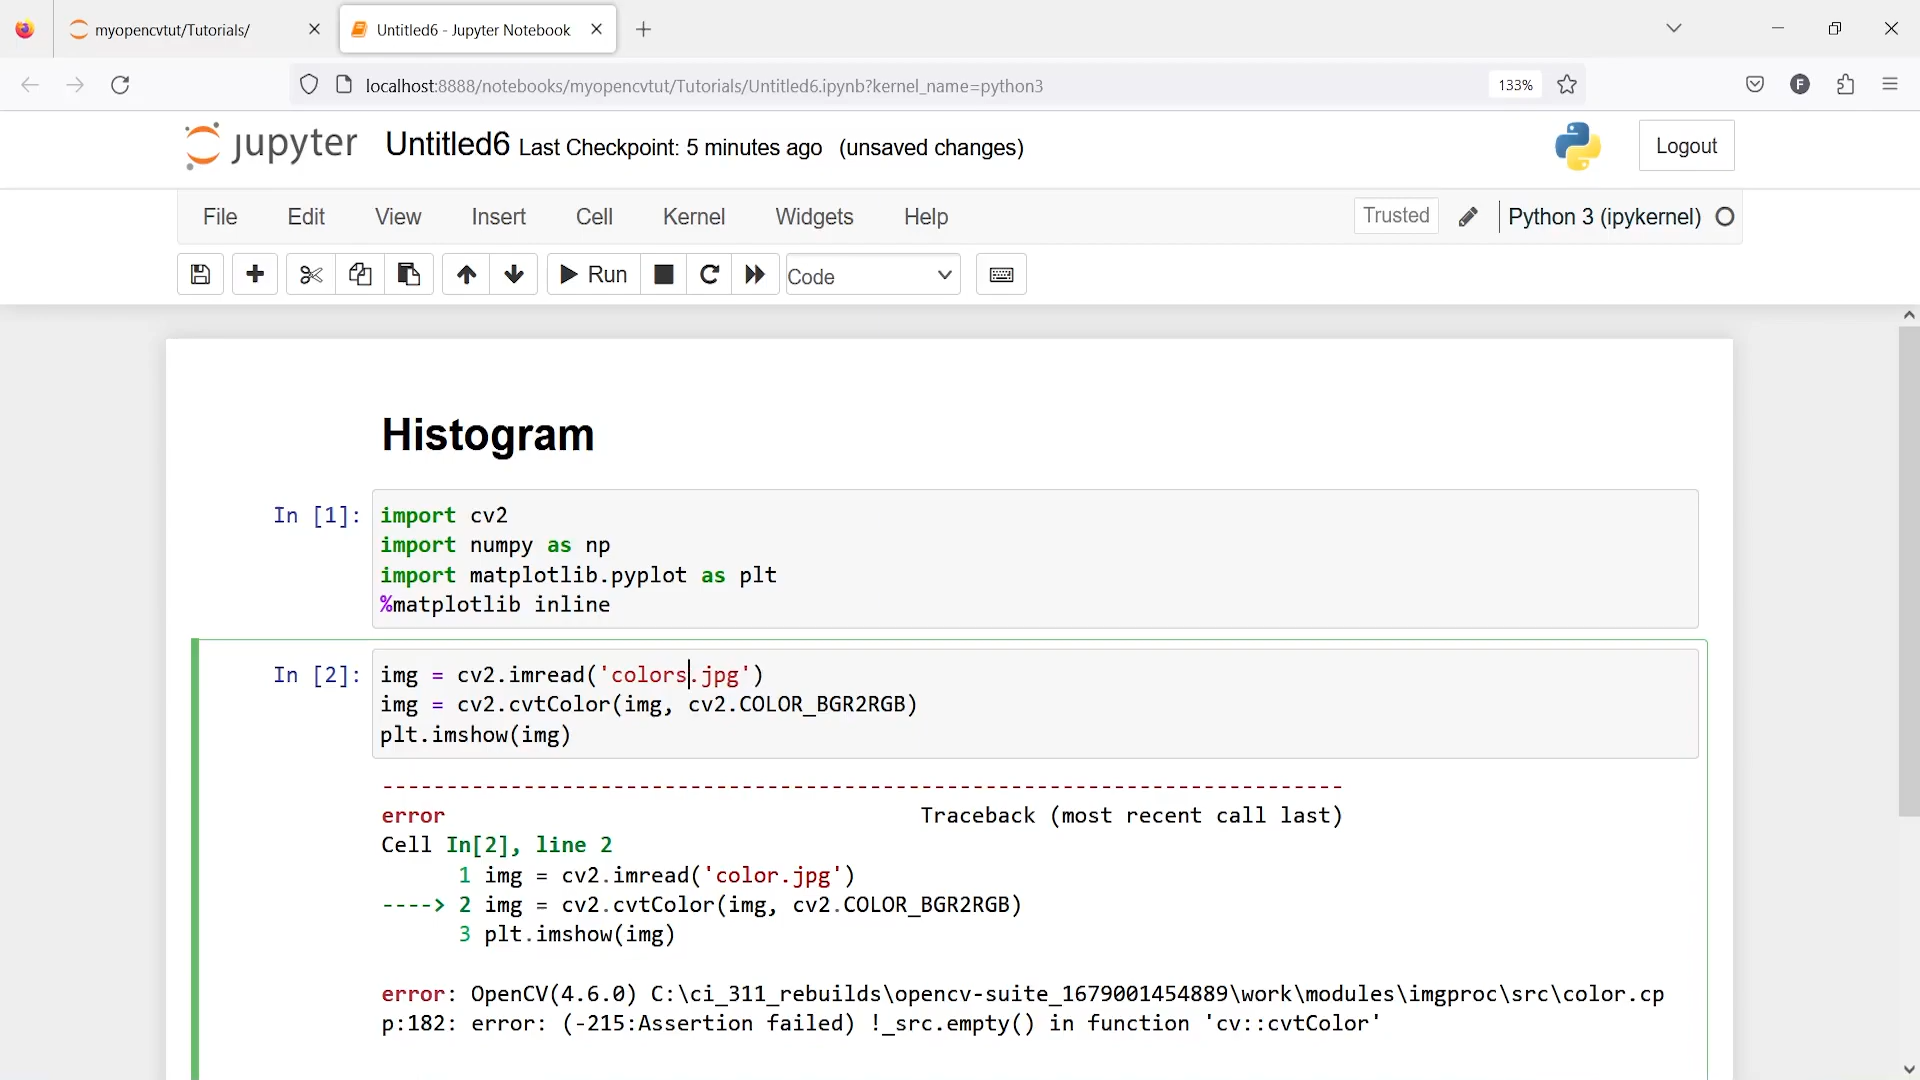 myopencvtut/Tutorials/
Untitled6 - Jupyter Notebook
localhost:8888/notebooks/myopencvtut/Tutorials/Untitled6.ipynb?kernel_name=python3
133%
F
jupyter Untitled6 Last Checkpoint: 5 minutes ago (unsaved changes)
Logout
File Edit View Insert Cell Kernel Widgets Help
Trusted
Python 3 (ipykernel)
Run
Code
Histogram
In [1]: import cv2
import numpy as np
import matplotlib.pyplot as plt
%matplotlib inline
In [2]: img = cv2.imread('colors.jpg')
img = cv2.cvtColor(img, cv2.COLOR_BGR2RGB)
plt.imshow(img)
---------------------------------------------------------------------------
error Traceback (most recent call last)
Cell In[2], line 2
1 img = cv2.imread('color.jpg')
----> 2 img = cv2.cvtColor(img, cv2.COLOR_BGR2RGB)
3 plt.imshow(img)
error: OpenCV(4.6.0) C:\ci_311_rebuilds\opencv-suite_1679001454889\work\modules\imgproc\src\color.cp
p:182: error: (-215:Assertion failed) !_src.empty() in function 'cv::cvtColor'